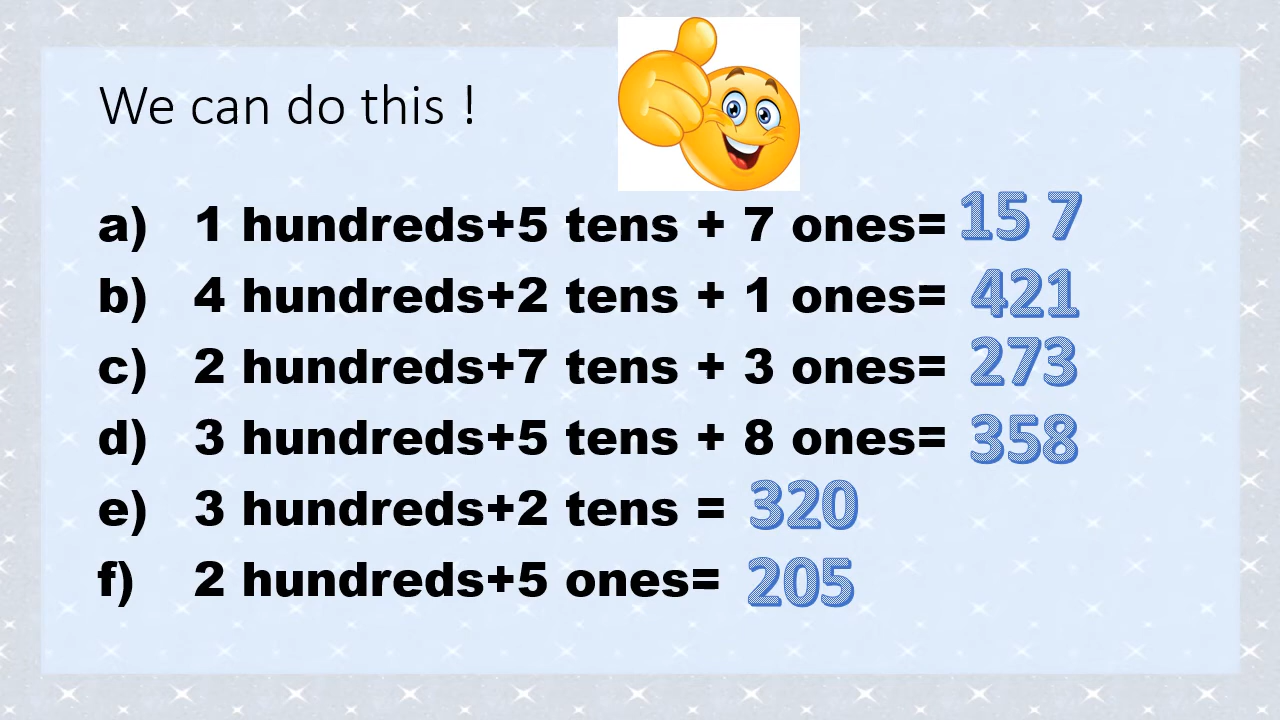 We can do this !
a) 1 hundreds+5 tens + 7 ones= 15 7
b) 4 hundreds+2 tens + 1 ones= 421
c) 2 hundreds+7 tens + 3 ones= 273
d) 3 hundreds+5 tens + 8 ones= 358
e) 3 hundreds+2 tens = 320
f) 2 hundreds+5 ones= 205